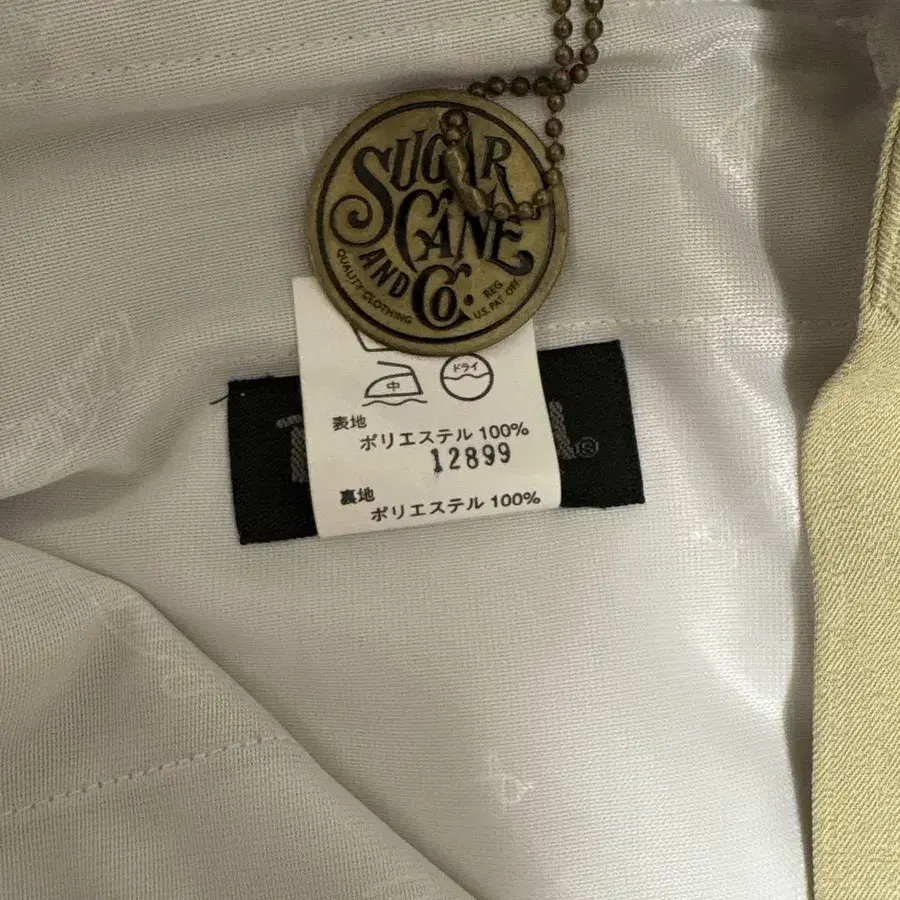 SUGAR
CANE
AND
Co.
QUALITY CLOTHING
REG.
U.S. PAT. OFF.
中
ドライ
表地
ポリエステル 100%
12899
裏地
ポリエステル 100%
®